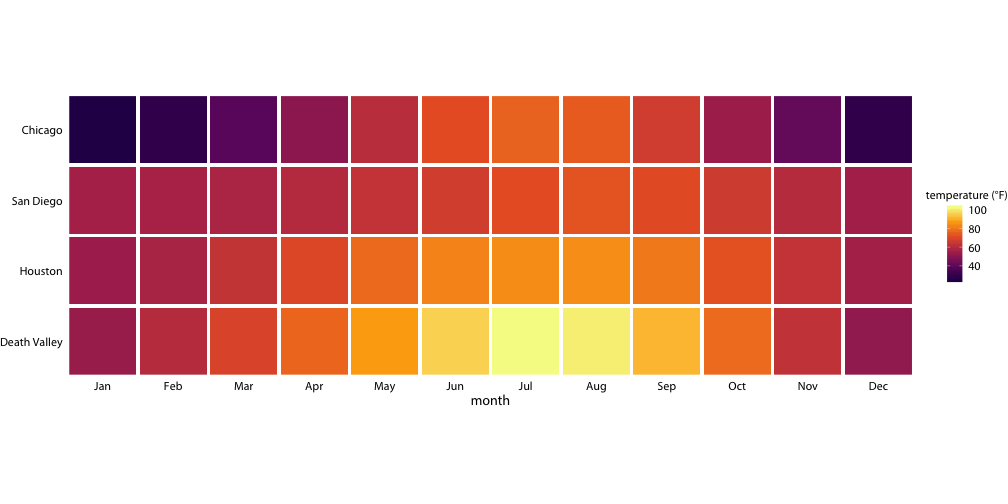 Chicago
San Diego
Houston
Death Valley
Jan Feb Mar Apr May Jun Jul Aug Sep Oct Nov Dec
month
temperature (°F)
100
80
60
40